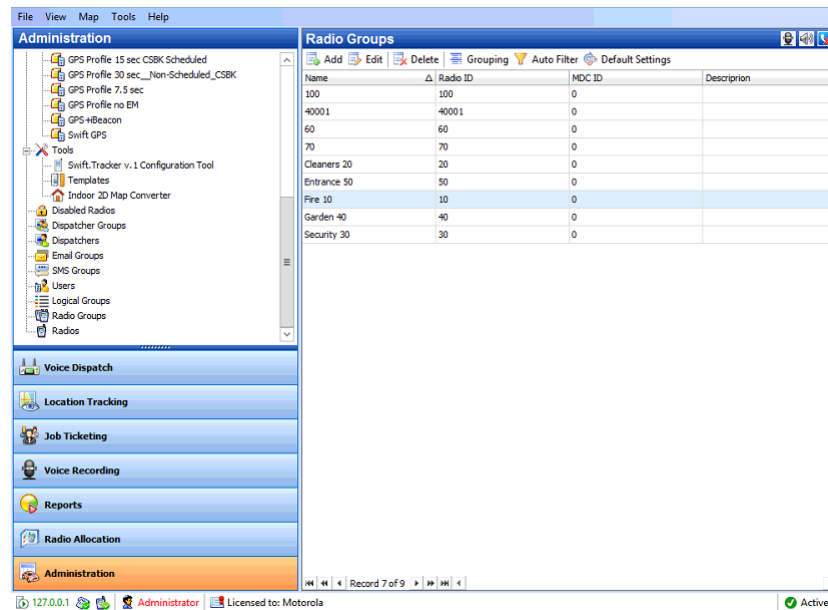 File View Map Tools Help
Administration
GPS Profile 15 sec CSBK Scheduled
GPS Profile 30 sec__Non-Scheduled_CSBK
GPS Profile 7.5 sec
GPS Profile no EM
GPS+iBeacon
Swift GPS
Tools
Swift.Tracker v.1 Configuration Tool
Templates
Indoor 2D Map Converter
Disabled Radios
Dispatcher Groups
Dispatchers
Email Groups
SMS Groups
Users
Logical Groups
Radio Groups
Radios
Voice Dispatch
Location Tracking
Job Ticketing
Voice Recording
Reports
Radio Allocation
Administration
Radio Groups
Add Edit Delete Grouping Auto Filter Default Settings
Name Radio ID MDC ID Descriprion
100 100 0
40001 40001 0
60 60 0
70 70 0
Cleaners 20 20 0
Entrance 50 50 0
Fire 10 10 0
Garden 40 40 0
Security 30 30 0
Record 7 of 9
127.0.0.1 Administrator Licensed to: Motorola Active